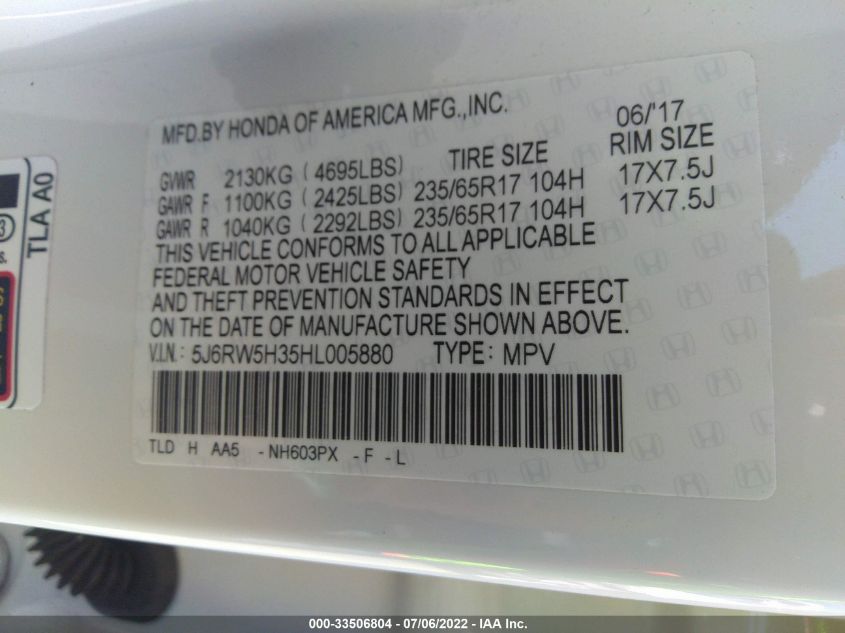 MFD.BY HONDA OF AMERICA MFG.,INC. 06/'17
GVWR 2130KG ( 4695LBS) TIRE SIZE RIM SIZE
GAWR F 1100KG ( 2425LBS) 235/65R17 104H 17X7.5J
GAWR R 1040KG ( 2292LBS) 235/65R17 104H 17X7.5J
THIS VEHICLE CONFORMS TO ALL APPLICABLE
FEDERAL MOTOR VEHICLE SAFETY
AND THEFT PREVENTION STANDARDS IN EFFECT
ON THE DATE OF MANUFACTURE SHOWN ABOVE.
V.I.N.: 5J6RW5H35HL005880 TYPE: MPV
TLD H AA5 -NH603PX -F -L
TLA A0
000-33506804 - 07/06/2022 - IAA Inc.